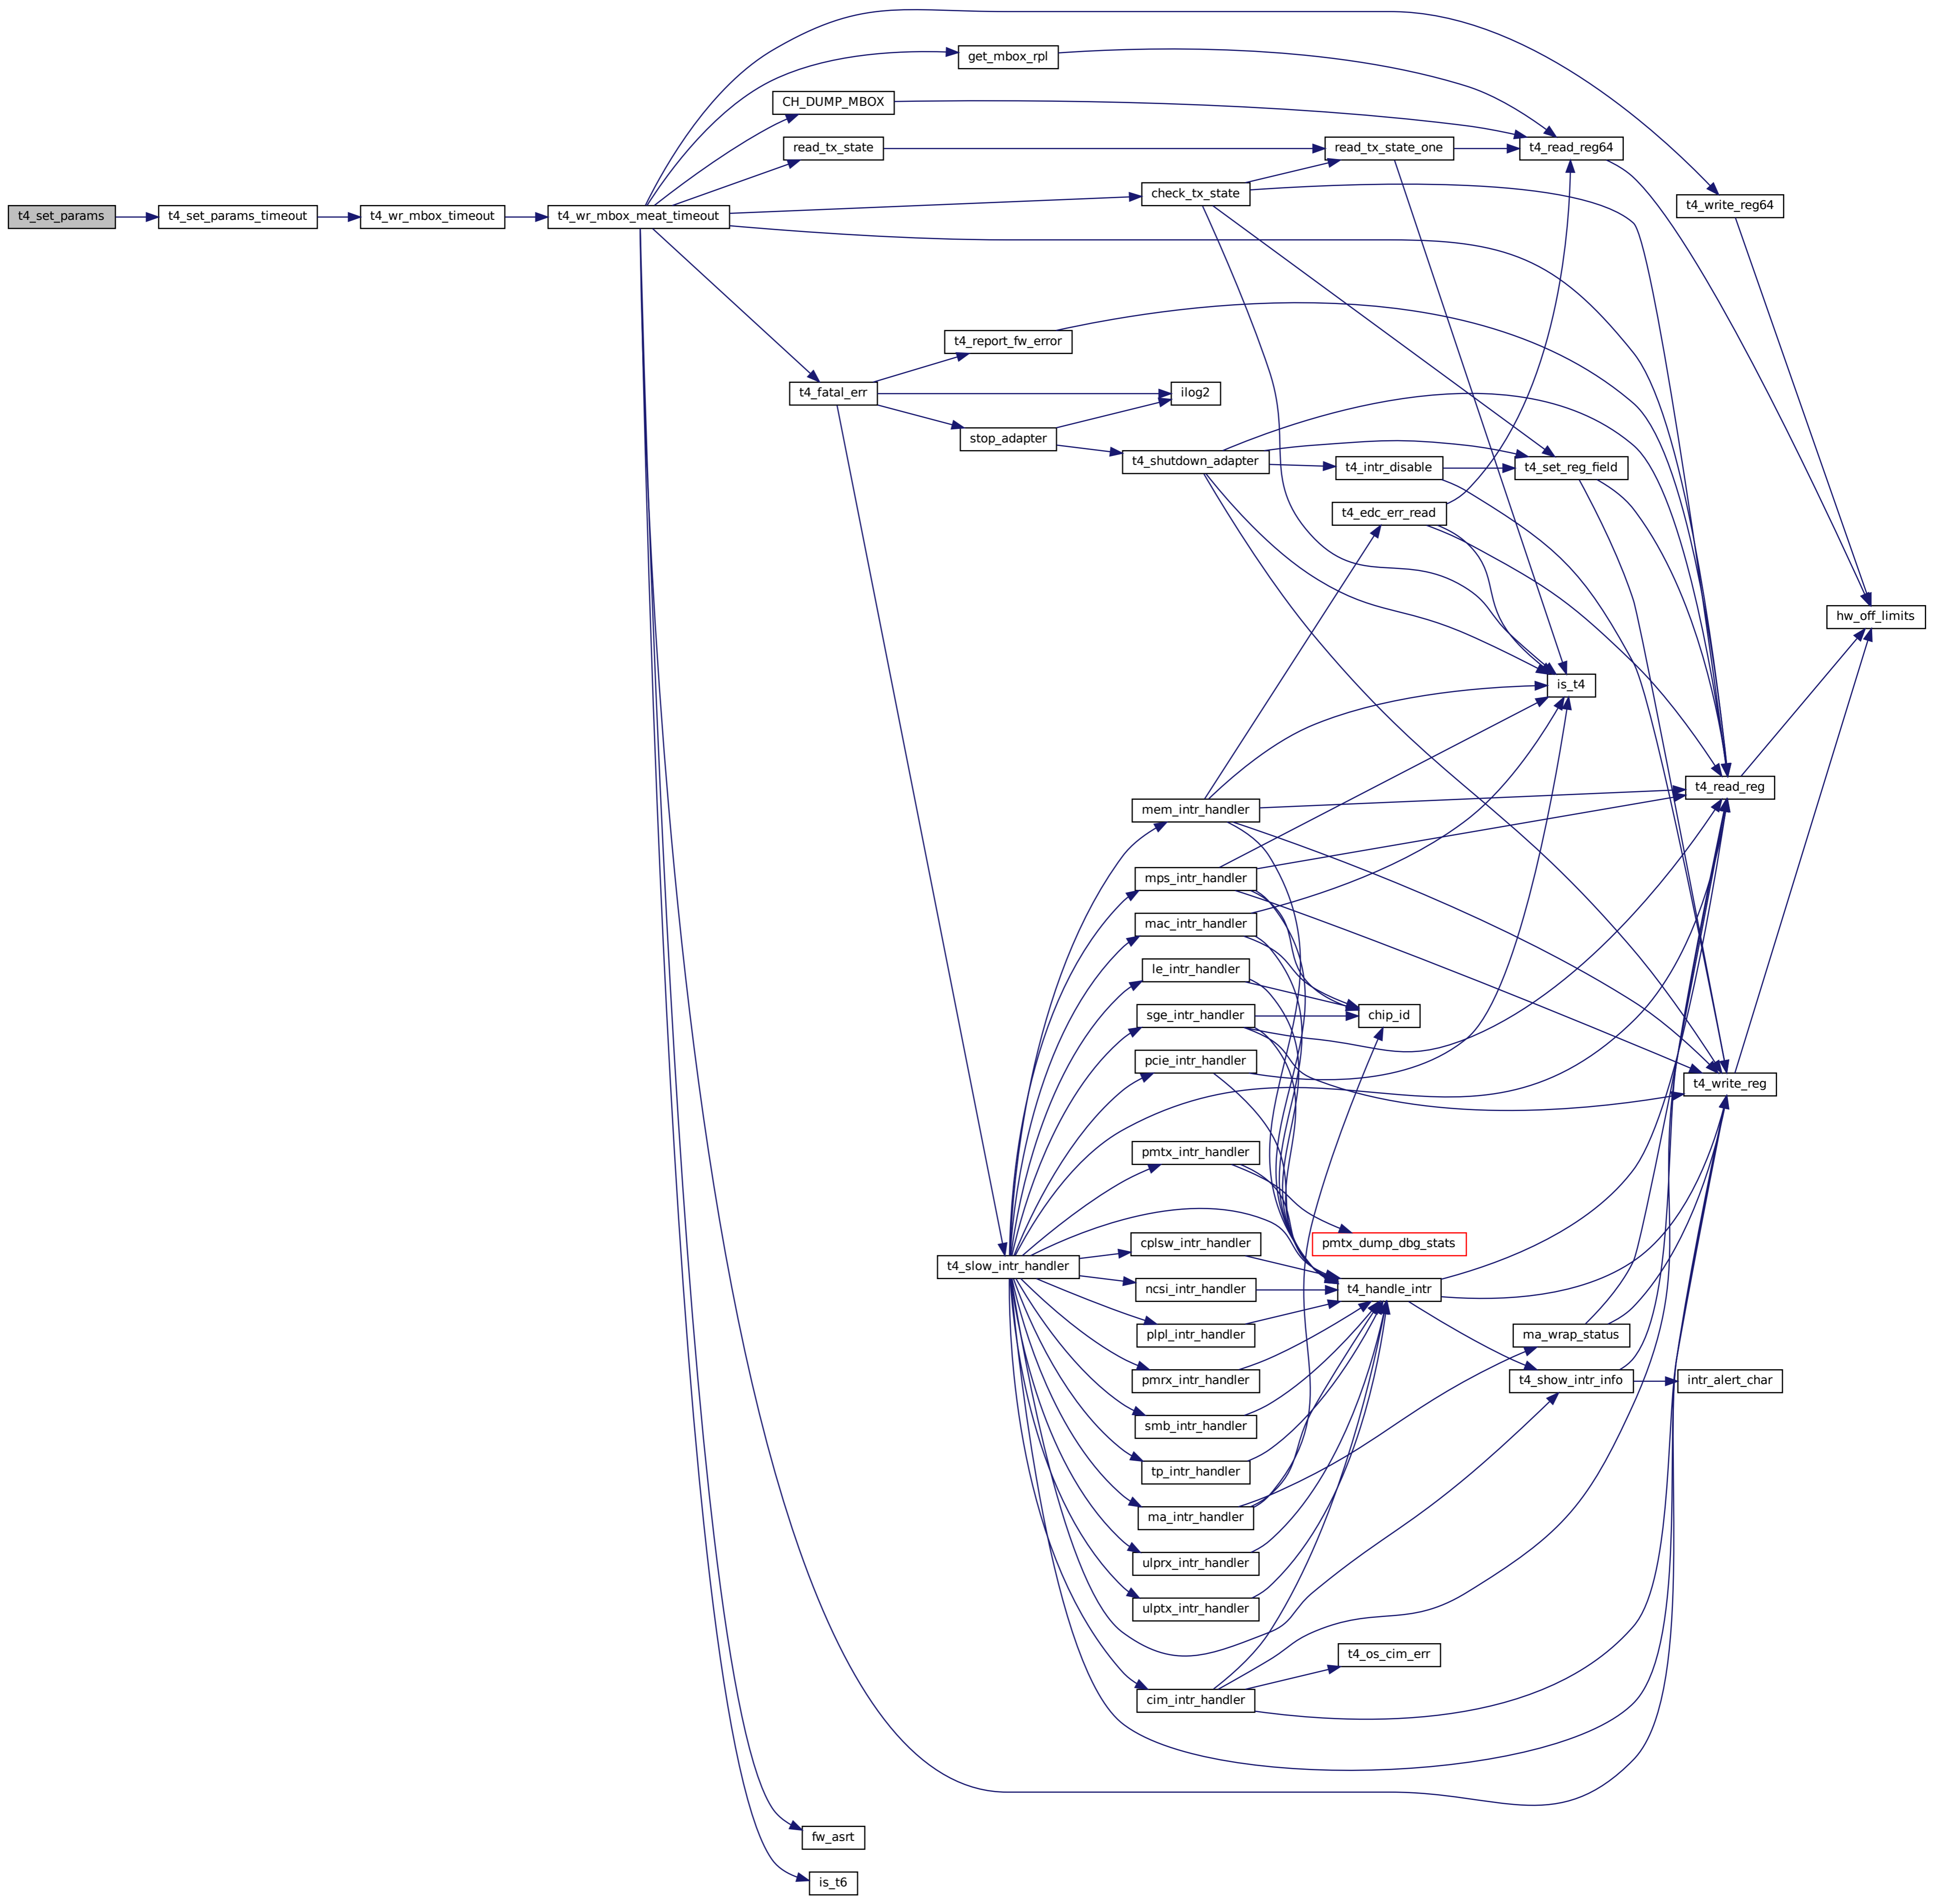 t4_set_params
t4_set_params_timeout
t4_wr_mbox_timeout
t4_wr_mbox_meat_timeout
get_mbox_rpl
CH_DUMP_MBOX
read_tx_state
read_tx_state_one
t4_read_reg64
check_tx_state
t4_write_reg64
t4_report_fw_error
t4_fatal_err
ilog2
stop_adapter
t4_shutdown_adapter
t4_intr_disable
t4_set_reg_field
t4_edc_err_read
hw_off_limits
is_t4
t4_read_reg
mem_intr_handler
mps_intr_handler
mac_intr_handler
le_intr_handler
sge_intr_handler
chip_id
pcie_intr_handler
t4_write_reg
pmtx_intr_handler
cplsw_intr_handler
pmtx_dump_dbg_stats
t4_slow_intr_handler
ncsi_intr_handler
t4_handle_intr
plpl_intr_handler
ma_wrap_status
pmrx_intr_handler
t4_show_intr_info
intr_alert_char
smb_intr_handler
tp_intr_handler
ma_intr_handler
ulprx_intr_handler
ulptx_intr_handler
t4_os_cim_err
cim_intr_handler
fw_asrt
is_t6